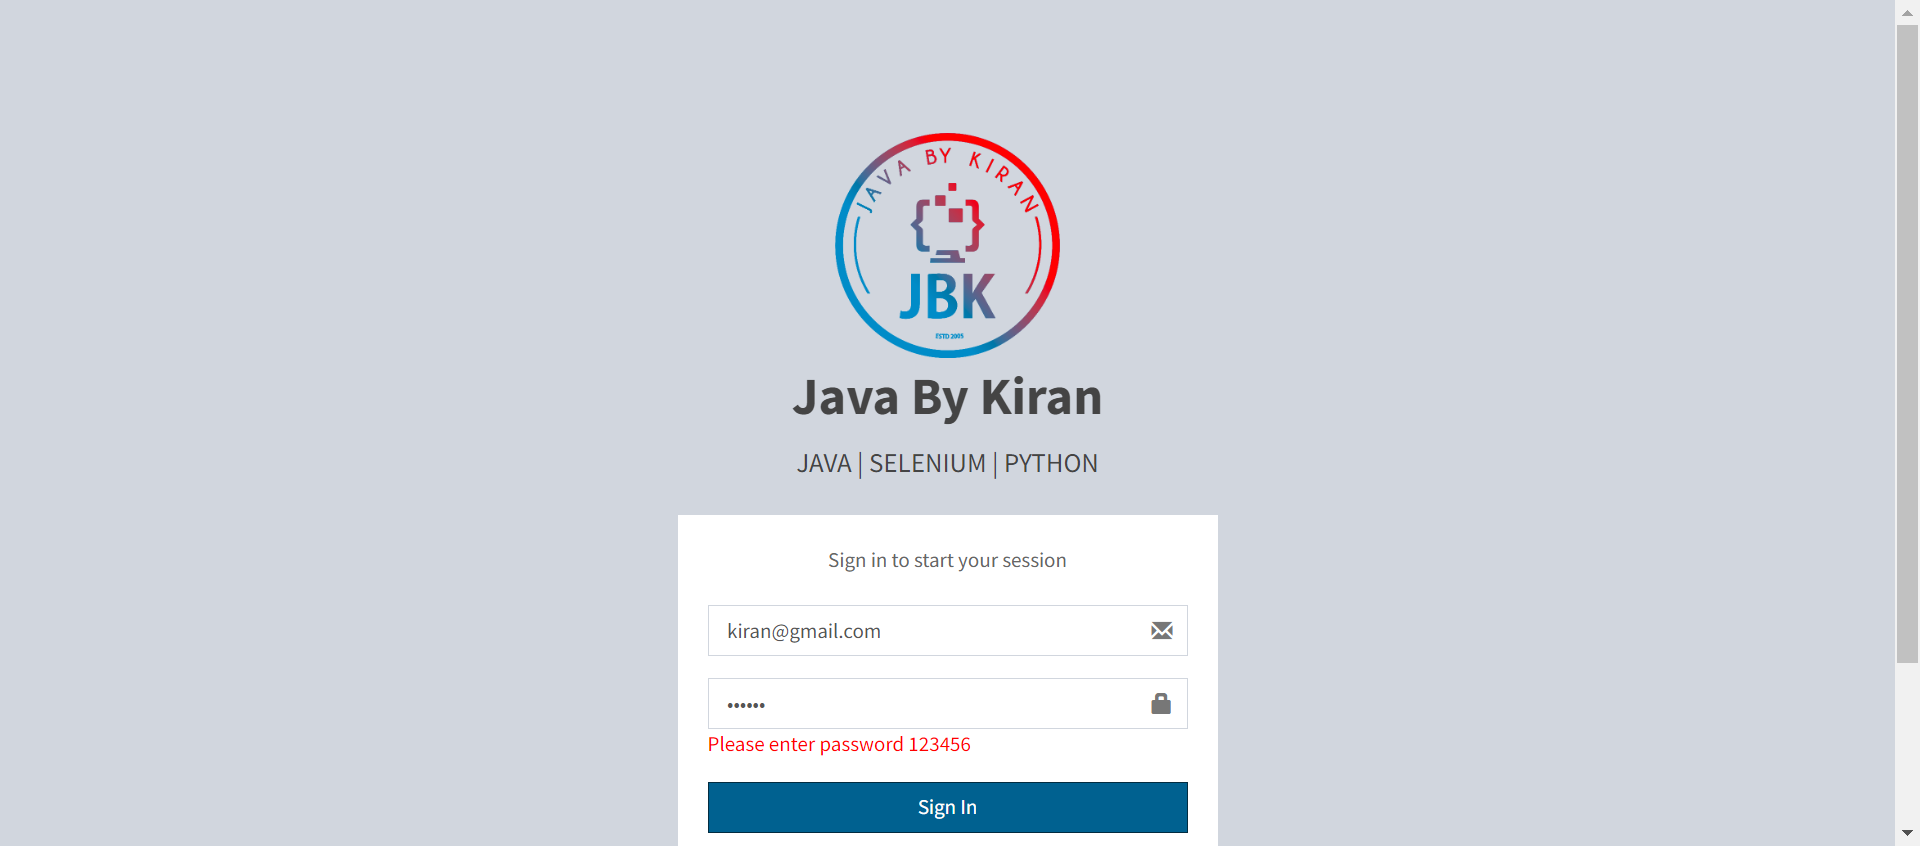 JAVA BY KIRAN
JBK
ESTD 2005
Java By Kiran
JAVA | SELENIUM | PYTHON
Sign in to start your session
kiran@gmail.com
••••••
Please enter password 123456
Sign In